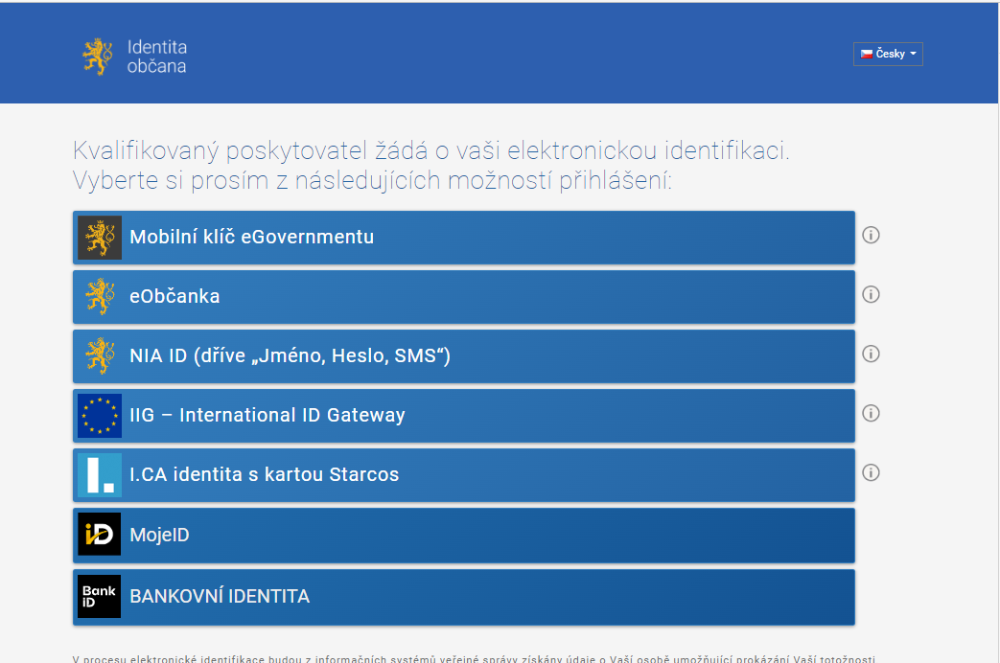 Identita
občana
Česky
Kvalifikovaný poskytovatel žádá o vaši elektronickou identifikaci.
Vyberte si prosím z následujících možností přihlášení:
Mobilní klíč eGovernmentu
eObčanka
NIA ID (dříve „Jméno, Heslo, SMS“)
IIG – International ID Gateway
I.CA identita s kartou Starcos
iD MojeID
Bank
iD
BANKOVNÍ IDENTITA
V procesu elektronické identifikace budou z informačních systémů veřejné správy získány údaje o Vaší osobě umožňující prokázání Vaší totožnosti